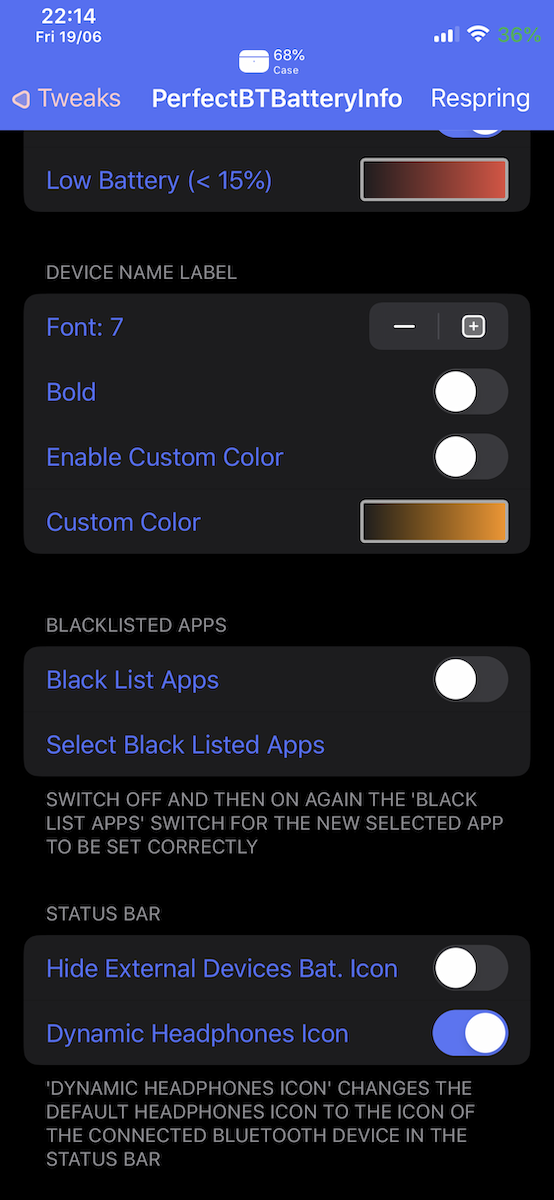 22:14
Fri 19/06
68%
Case
36%
Tweaks PerfectBTBatteryInfo Respring
Low Battery (< 15%)
DEVICE NAME LABEL
Font: 7
Bold
Enable Custom Color
Custom Color
BLACKLISTED APPS
Black List Apps
Select Black Listed Apps
SWITCH OFF AND THEN ON AGAIN THE 'BLACK
LIST APPS' SWITCH FOR THE NEW SELECTED APP
TO BE SET CORRECTLY
STATUS BAR
Hide External Devices Bat. Icon
Dynamic Headphones Icon
'DYNAMIC HEADPHONES ICON' CHANGES THE
DEFAULT HEADPHONES ICON TO THE ICON OF
THE CONNECTED BLUETOOTH DEVICE IN THE
STATUS BAR